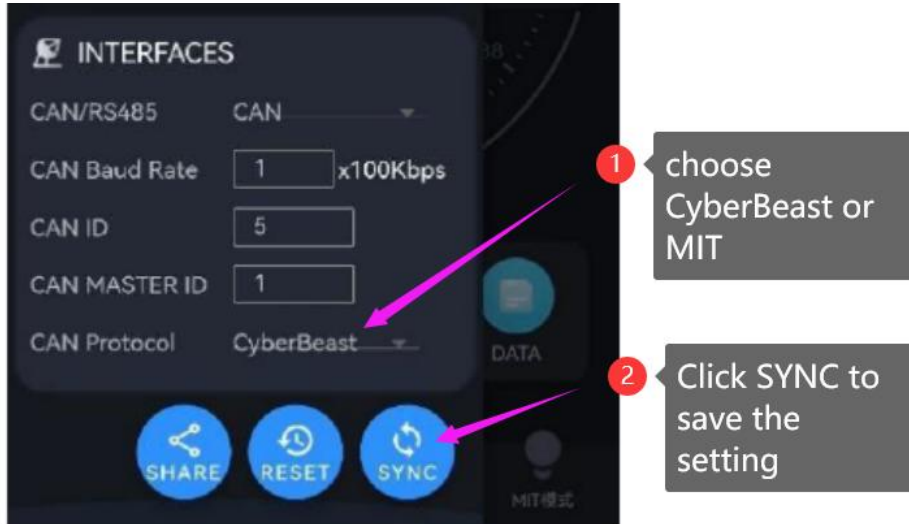 INTERFACES
CAN/RS485 CAN
CAN Baud Rate 1 x100Kbps
CAN ID 5
CAN MASTER ID 1
CAN Protocol CyberBeast
SHARE RESET SYNC
DATA
MIT模式
1 choose
CyberBeast or
MIT
2 Click SYNC to
save the
setting